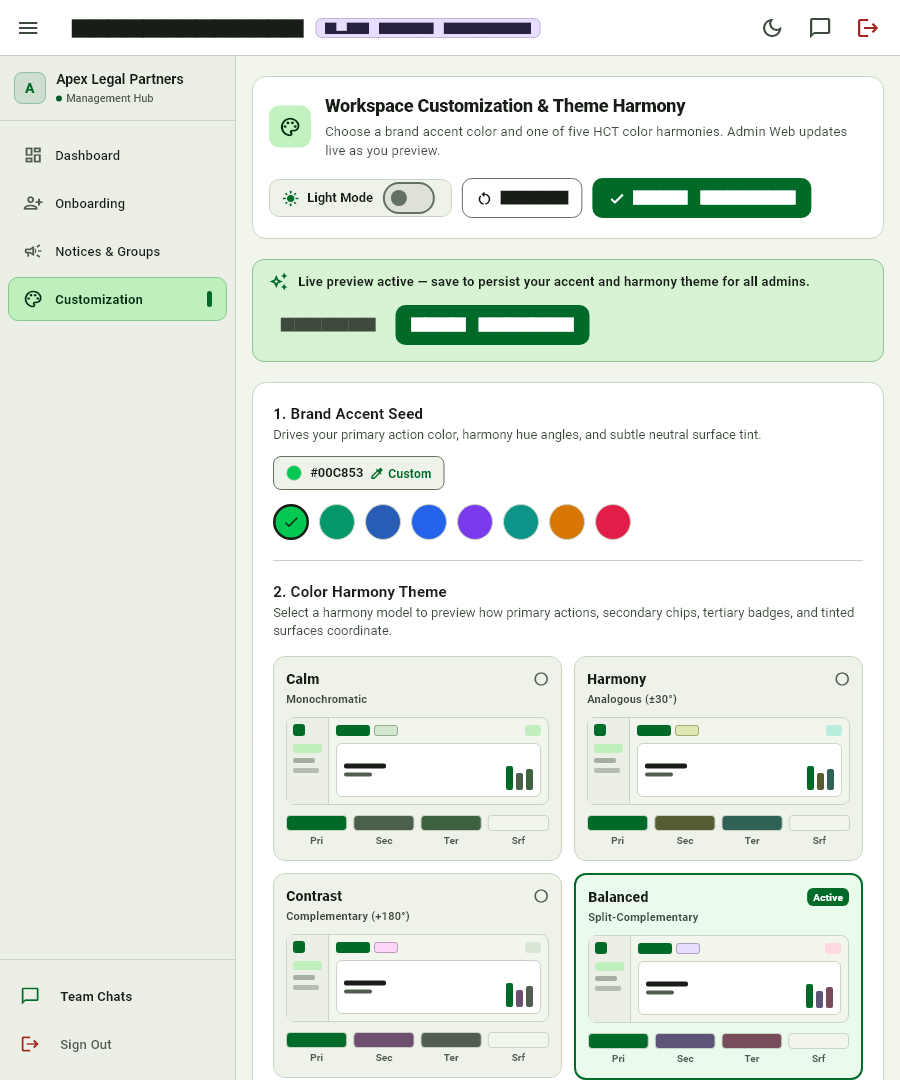 A
Apex Legal Partners
Management Hub
Dashboard
Onboarding
Notices & Groups
Customization
Team Chats
Sign Out
Workspace Customization & Theme Harmony
Choose a brand accent color and one of five HCT color harmonies. Admin Web updates
live as you preview.
Light Mode
Live preview active — save to persist your accent and harmony theme for all admins.
1. Brand Accent Seed
Drives your primary action color, harmony hue angles, and subtle neutral surface tint.
#00C853 Custom
2. Color Harmony Theme
Select a harmony model to preview how primary actions, secondary chips, tertiary badges, and tinted
surfaces coordinate.
Calm
Monochromatic
Pri Sec Ter Srf
Harmony
Analogous (±30°)
Pri Sec Ter Srf
Contrast
Complementary (+180°)
Pri Sec Ter Srf
Balanced
Active
Split-Complementary
Pri Sec Ter Srf